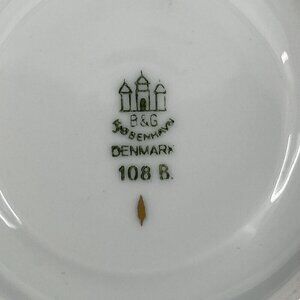 B&G
KJØBENHAVN
DENMARK
108 B.